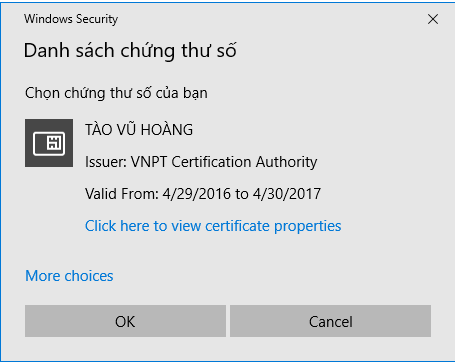 Windows Security
Danh sách chứng thư số
Chọn chứng thư số của bạn
TÀO VŨ HOÀNG
Issuer: VNPT Certification Authority
Valid From: 4/29/2016 to 4/30/2017
Click here to view certificate properties
More choices
OK
Cancel